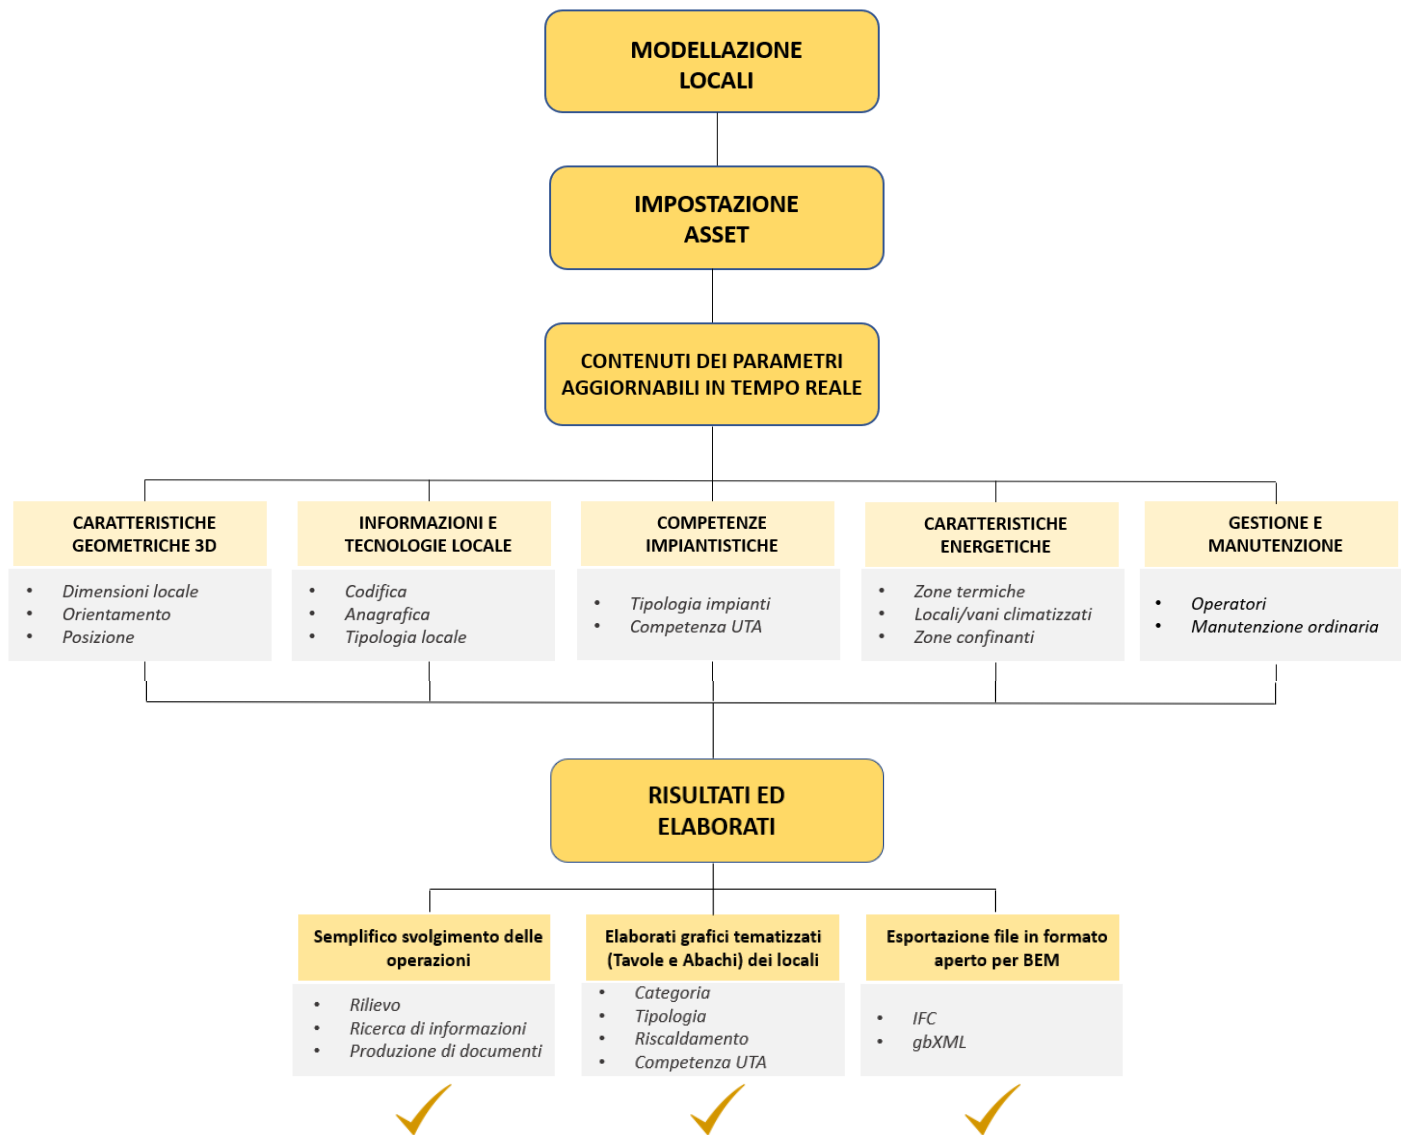 MODELLAZIONE
LOCALI
IMPOSTAZIONE
ASSET
CONTENUTI DEI PARAMETRI
AGGIORNABILI IN TEMPO REALE
CARATTERISTICHE
GEOMETRICHE 3D
• Dimensioni locale
• Orientamento
• Posizione
INFORMAZIONI E
TECNOLOGIE LOCALE
• Codifica
• Anagrafica
• Tipologia locale
COMPETENZE
IMPIANTISTICHE
• Tipologia impianti
• Competenza UTA
CARATTERISTICHE
ENERGETICHE
• Zone termiche
• Locali/vani climatizzati
• Zone confinanti
GESTIONE E
MANUTENZIONE
• Operatori
• Manutenzione ordinaria
RISULTATI ED
ELABORATI
Semplifico svolgimento delle
operazioni
• Rilievo
• Ricerca di informazioni
• Produzione di documenti
Elaborati grafici tematizzati
(Tavole e Abachi) dei locali
• Categoria
• Tipologia
• Riscaldamento
• Competenza UTA
Esportazione file in formato
aperto per BEM
• IFC
• gbXML